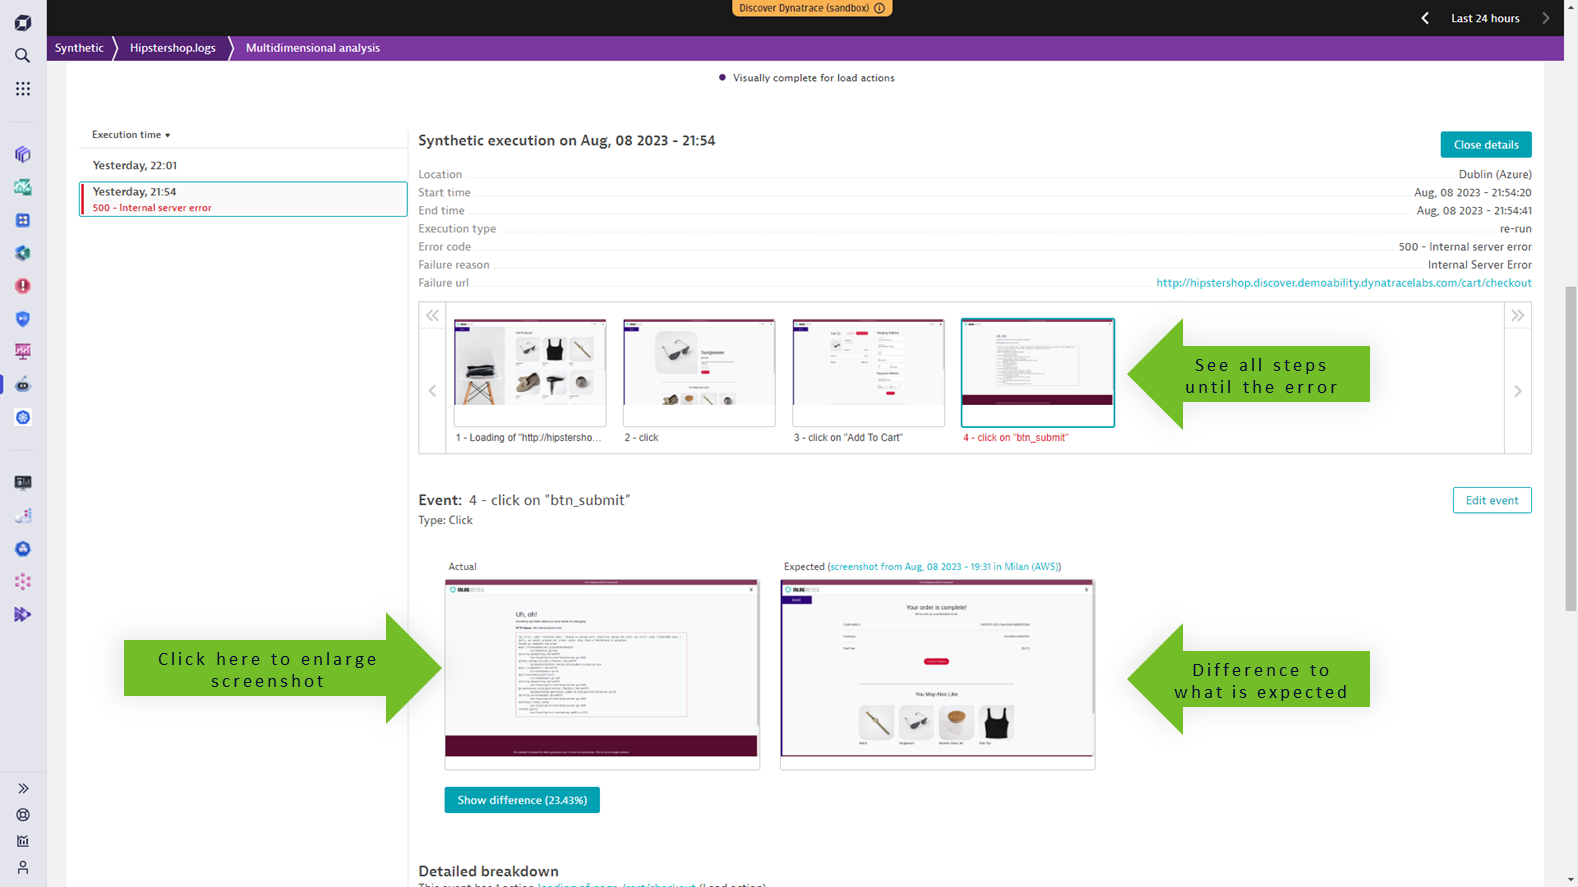 Discover Dynatrace (sandbox)
Last 24 hours
Synthetic
Hipstershop.logs
Multidimensional analysis
Visually complete for load actions
Execution time
Yesterday, 22:01
Yesterday, 21:54
500 - Internal server error
Synthetic execution on Aug, 08 2023 - 21:54
Close details
Location
Dublin (Azure)
Start time
Aug, 08 2023 - 21:54:20
End time
Aug, 08 2023 - 21:54:41
Execution type
re-run
Error code
500 - Internal server error
Failure reason
Internal Server Error
Failure url
http://hipstershop.discover.demoability.dynatracelabs.com/cart/checkout
Sunglasses
1 - Loading of "http://hipstersho...
2 - click
3 - click on "Add To Cart"
4 - click on "btn_submit"
See all steps
until the error
Event: 4 - click on "btn_submit"
Edit event
Type: Click
Actual
Uh, oh!
Expected (screenshot from Aug, 08 2023 - 19:31 in Milan (AWS))
Your order is complete!
You May Also Like
Click here to enlarge
screenshot
Difference to
what is expected
Show difference (23.43%)
Detailed breakdown
This event has 1 action loading of page /cart/checkout (Load action)